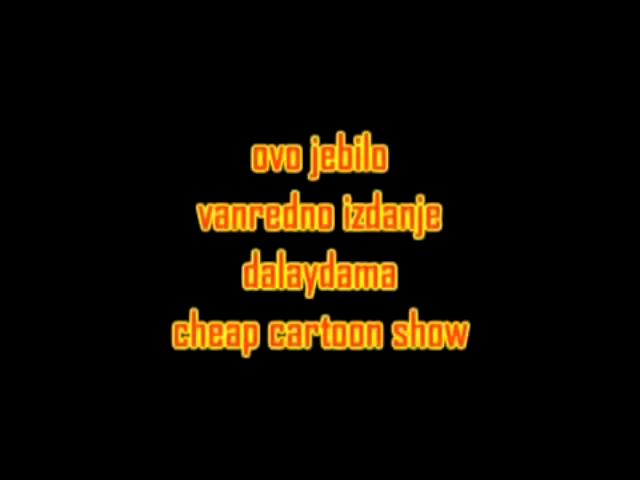 ovo jebilo
vanredno izdanje
dalaydama
cheap cartoon show